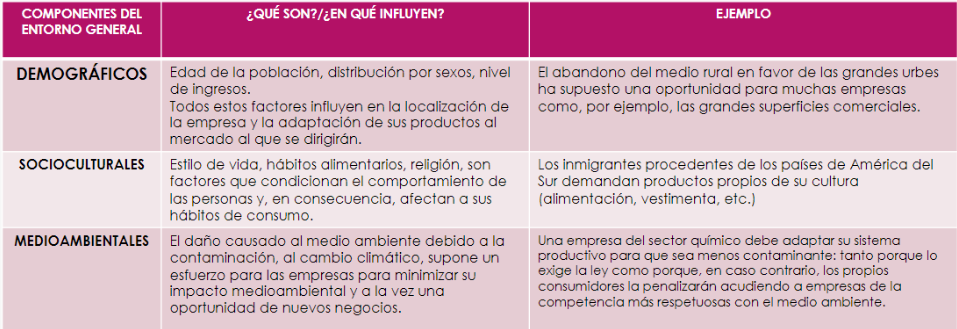 COMPONENTES DEL
ENTORNO GENERAL
¿QUÉ SON?/¿EN QUÉ INFLUYEN?
EJEMPLO
DEMOGRÁFICOS
Edad de la población, distribución por sexos, nivel
de ingresos.
Todos estos factores influyen en la localización de
la empresa y la adaptación de sus productos al
mercado al que se dirigirán.
El abandono del medio rural en favor de las grandes urbes
ha supuesto una oportunidad para muchas empresas
como, por ejemplo, las grandes superficies comerciales.
SOCIOCULTURALES
Estilo de vida, hábitos alimentarios, religión, son
factores que condicionan el comportamiento de
las personas y, en consecuencia, afectan a sus
hábitos de consumo.
Los inmigrantes procedentes de los países de América del
Sur demandan productos propios de su cultura
(alimentación, vestimenta, etc.)
MEDIOAMBIENTALES
El daño causado al medio ambiente debido a la
contaminación, al cambio climático, supone un
esfuerzo para las empresas para minimizar su
impacto medioambiental y a la vez una
oportunidad de nuevos negocios.
Una empresa del sector químico debe adaptar su sistema
productivo para que sea menos contaminante: tanto porque lo
exige la ley como porque, en caso contrario, los propios
consumidores la penalizarán acudiendo a empresas de la
competencia más respetuosas con el medio ambiente.